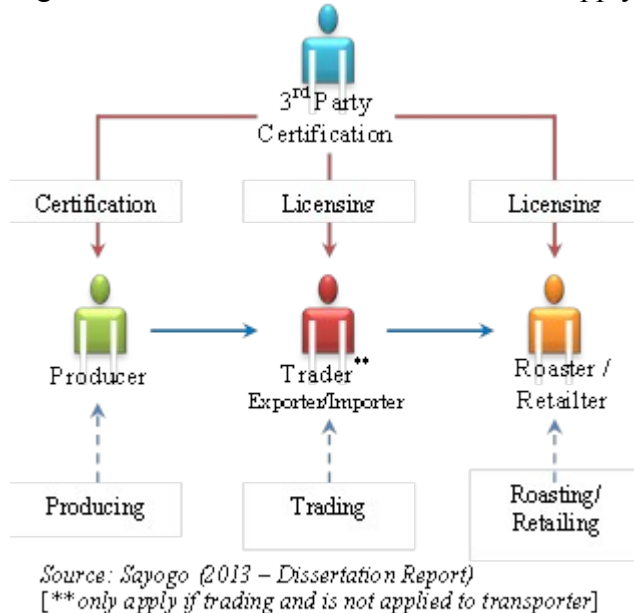 3rd Party
Certification
Certification
Licensing
Licensing
Producer
Trader**
Exporter/Importer
Roaster /
Retailter
Producing
Trading
Roasting/
Retailing
Source: Sayogo (2013 – Dissertation Report)
[**only apply if trading and is not applied to transporter]